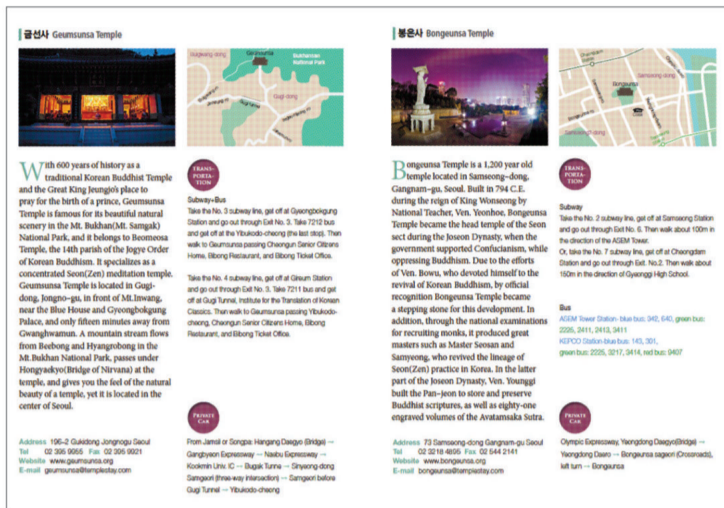 금선사 Geumsunsa Temple
Geumsunsa
Bukhansan
National Park
Gugi-dong
With 600 years of history as a
traditional Korean Buddhist Temple
and the Great King Jeungjo's place to
pray for the birth of a prince, Geumsunsa
Temple is famous for its beautiful natural
scenery in the Mt. Bukhan(Mt. Samgak)
National Park, and it belongs to Beomeosa
Temple, the 14th parish of the Jogye Order
of Korean Buddhism. It specializes as a
concentrated Seon(Zen) meditation temple.
Geumsunsa Temple is located in Gugi-
dong, Jongno-gu, in front of Mt.Inwang,
near the Blue House and Gyeongbokgung
Palace, and only fifteen minutes away from
Gwanghwamun. A mountain stream flows
from Beebong and Hyangrobong in the
Mt.Bukhan National Park, passes under
Hongyaekyo(Bridge of Nirvana) at the
temple, and gives you the feel of the natural
beauty of a temple, yet it is located in the
center of Seoul.
Address 196-2 Gukidong Jongnogu Seoul
Tel 02 395 9955 Fax 02 395 9921
Website www.geumsunsa.org
E-mail geumsunsa@templestay.com
TRANS-
PORTA-
TION
Subway+Bus
Take the No. 3 subway line, get off at Gyeongbokgung
Station and go out through Exit No. 3. Take 7212 bus
and get off at the Yibukodo-cheong (the last stop). Then
walk to Geumsunsa passing Cheongun Senior Citizens
Home, Bibong Restaurant, and Bibong Ticket Office.
Take the No. 4 subway line, get off at Gireum Station
and go out through Exit No. 3. Take 7211 bus and get
off at Gugi Tunnel, Institute for the Translation of Korean
Classics. Then walk to Geumsunsa passing Yibukodo-
cheong, Cheongun Senior Citizens Home, Bibong
Restaurant, and Bibong Ticket Office.
PRIVATE
CAR
From Jamsil or Songpa: Hangang Daegyo (Bridge) →
Gangbyeon Expressway → Naebu Expressway →
Kookmin Univ. IC → Bugak Tunnel → Sinyeong-dong
Samgeori (three-way intersection) → Samgeori before
Gugi Tunnel → Yibukodo-cheong
봉은사 Bongeunsa Temple
Bongeunsa
Samseong-dong
Bongeunsa Temple is a 1,200 year old
temple located in Samseong-dong,
Gangnam-gu, Seoul. Built in 794 C.E.
during the reign of King Wonseong by
National Teacher, Ven. Yeonhoe, Bongeunsa
Temple became the head temple of the Seon
sect during the Joseon Dynasty, when the
government supported Confucianism, while
oppressing Buddhism. Due to the efforts
of Ven. Bowu, who devoted himself to the
revival of Korean Buddhism, by official
recognition Bongeunsa Temple became
a stepping stone for this development. In
addition, through the national examinations
for recruiting monks, it produced great
masters such as Master Seosan and
Samyeong, who revived the lineage of
Seon(Zen) practice in Korea. In the latter
part of the Joseon Dynasty, Ven. Younggi
built the Pan-jeon to store and preserve
Buddhist scriptures, as well as eighty-one
engraved volumes of the Avatamsaka Sutra.
Address 73 Samseong-dong Gangnam-gu Seoul
Tel 02 3218 4895 Fax 02 544 2141
Website www.bongeunsa.org
E-mail bongeunsa@templestay.com
TRANS-
PORTA-
TION
Subway
Take the No. 2 subway line, get off at Samseong Station
and go out through Exit No. 6. Then walk about 100m in
the direction of the ASEM Tower.
Or, take the No. 7 subway line, get off at Cheongdam
Station and go out through Exit No.2. Then walk about
150m in the direction of Gyeonggi High School.
Bus
ASEM Tower Station-blue bus: 342, 640, green bus:
2225, 2411, 2413, 3411
KEPCO Station-blue bus: 143, 301,
green bus: 2225, 3217, 3414, red bus: 9407
PRIVATE
CAR
Olympic Expressway, Yeongdong Daegyo(Bridge) →
Yeongdong Daero → Bongeunsa sageori (Crossroads),
left turn → Bongeunsa